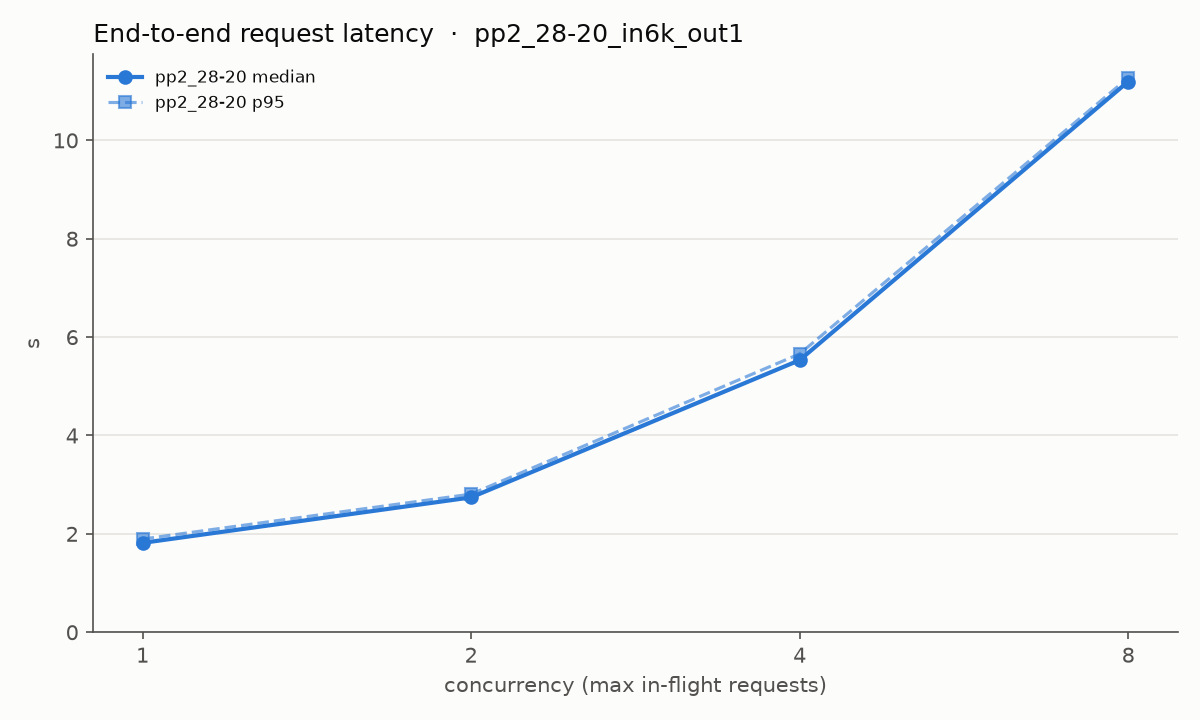 End-to-end request latency · pp2_28-20_in6k_out1
pp2_28-20 median
pp2_28-20 p95
10
8
6
4
2
0
s
1 2 4 8
concurrency (max in-flight requests)